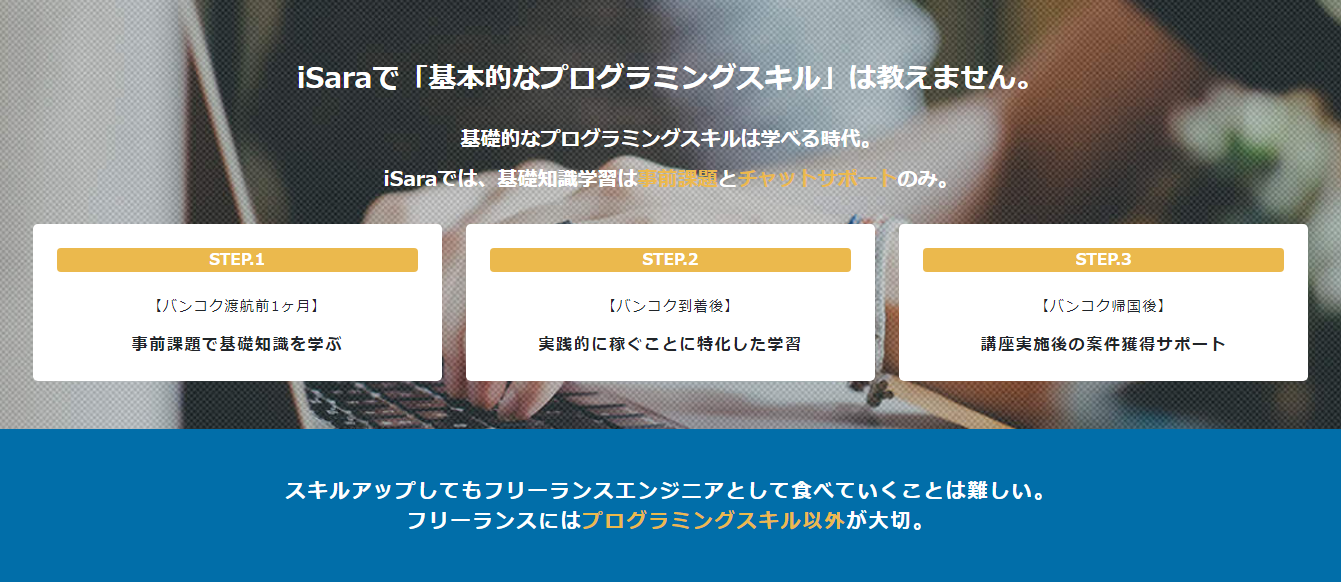 iSaraで「基本的なプログラミングスキル」は教えません。
基礎的なプログラミングスキルは学べる時代。
iSaraでは、基礎知識学習は事前課題とチャットサポートのみ。
STEP.1
【バンコク渡航前1ヶ月】
事前課題で基礎知識を学ぶ
STEP.2
【バンコク到着後】
実践的に稼ぐことに特化した学習
STEP.3
【バンコク帰国後】
講座実施後の案件獲得サポート
スキルアップしてもフリーランスエンジニアとして食べていくことは難しい。
フリーランスにはプログラミングスキル以外が大切。